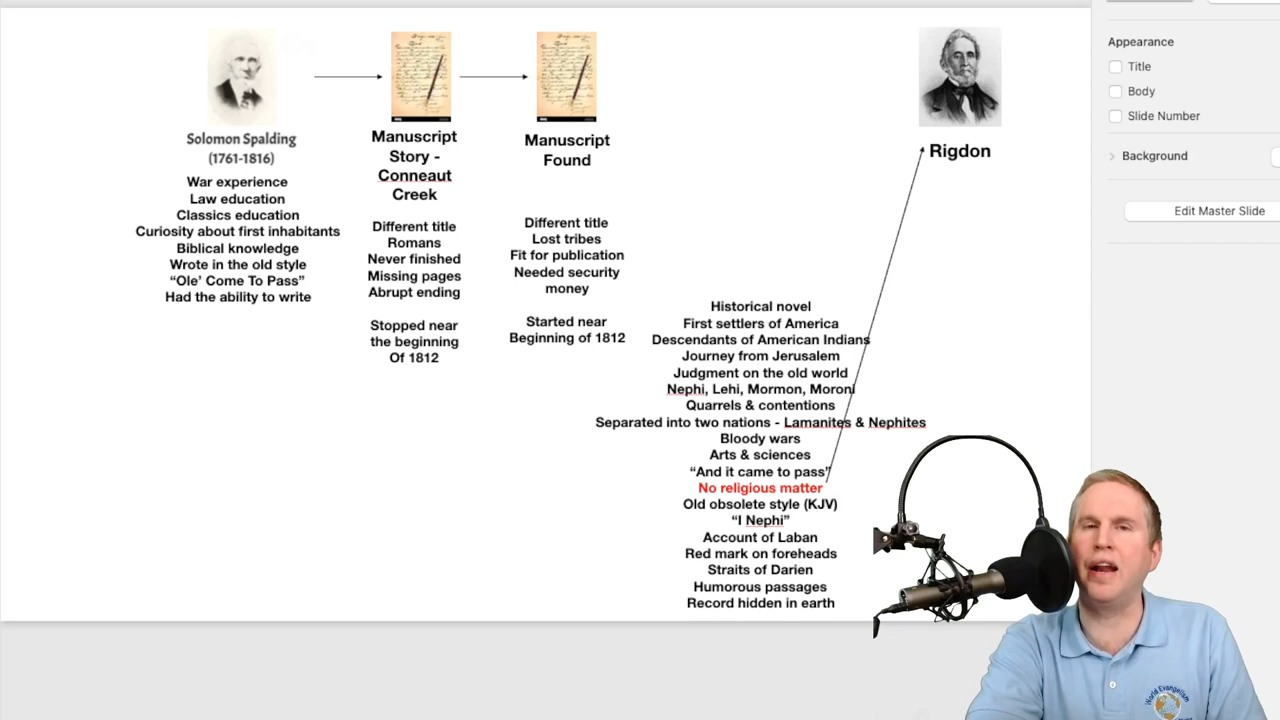 Solomon Spalding
(1761-1816)
War experience
Law education
Classics education
Curiosity about first inhabitants
Biblical knowledge
Wrote in the old style
“Ole’ Come To Pass”
Had the ability to write
Manuscript
Story -
Conneaut
Creek
Different title
Romans
Never finished
Missing pages
Abrupt ending
Stopped near
the beginning
Of 1812
Manuscript
Found
Different title
Lost tribes
Fit for publication
Needed security
money
Started near
Beginning of 1812
Historical novel
First settlers of America
Descendants of American Indians
Journey from Jerusalem
Judgment on the old world
Nephi, Lehi, Mormon, Moroni
Quarrels & contentions
Separated into two nations - Lamanites & Nephites
Bloody wars
Arts & sciences
“And it came to pass”
No religious matter
Old obsolete style (KJV)
“I Nephi”
Account of Laban
Red mark on foreheads
Straits of Darien
Humorous passages
Record hidden in earth
Rigdon
Appearance
Title
Body
Slide Number
Background
Edit Master Slide
World Evangelism